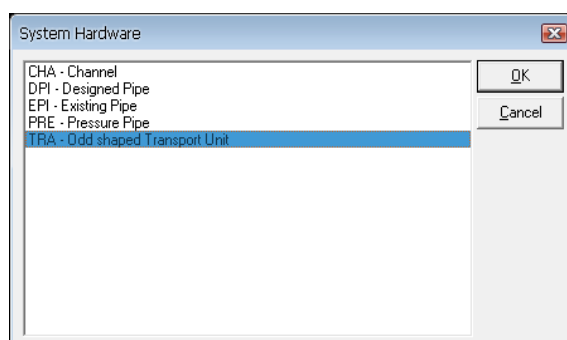 System Hardware
CHA - Channel
DPI - Designed Pipe
EPI - Existing Pipe
PRE - Pressure Pipe
TRA - Odd shaped Transport Unit
OK
Cancel